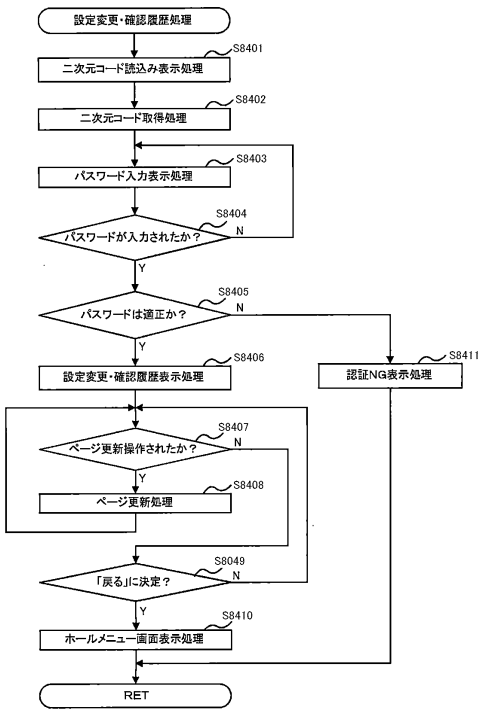 設定変更・確認履歴処理
S8401
二次元コード読込み表示処理
S8402
二次元コード取得処理
S8403
パスワード入力表示処理
S8404
パスワードが入力されたか?
N
Y
S8405
パスワードは適正か?
N
Y
S8406
設定変更・確認履歴表示処理
S8411
認証NG表示処理
S8407
ページ更新操作されたか?
N
Y
S8408
ページ更新処理
S8049
「戻る」に決定?
N
Y
S8410
ホールメニュー画面表示処理
RET